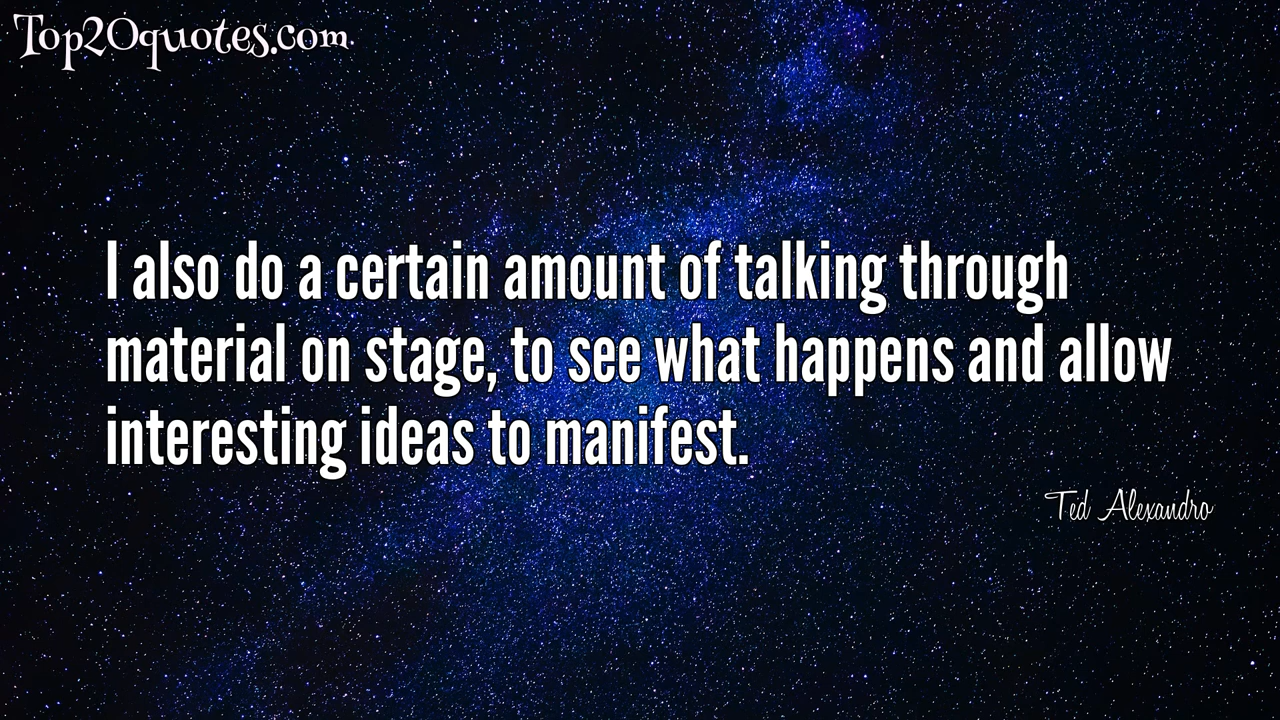 Top20quotes.com
I also do a certain amount of talking through
material on stage, to see what happens and allow
interesting ideas to manifest.
Ted Alexandro